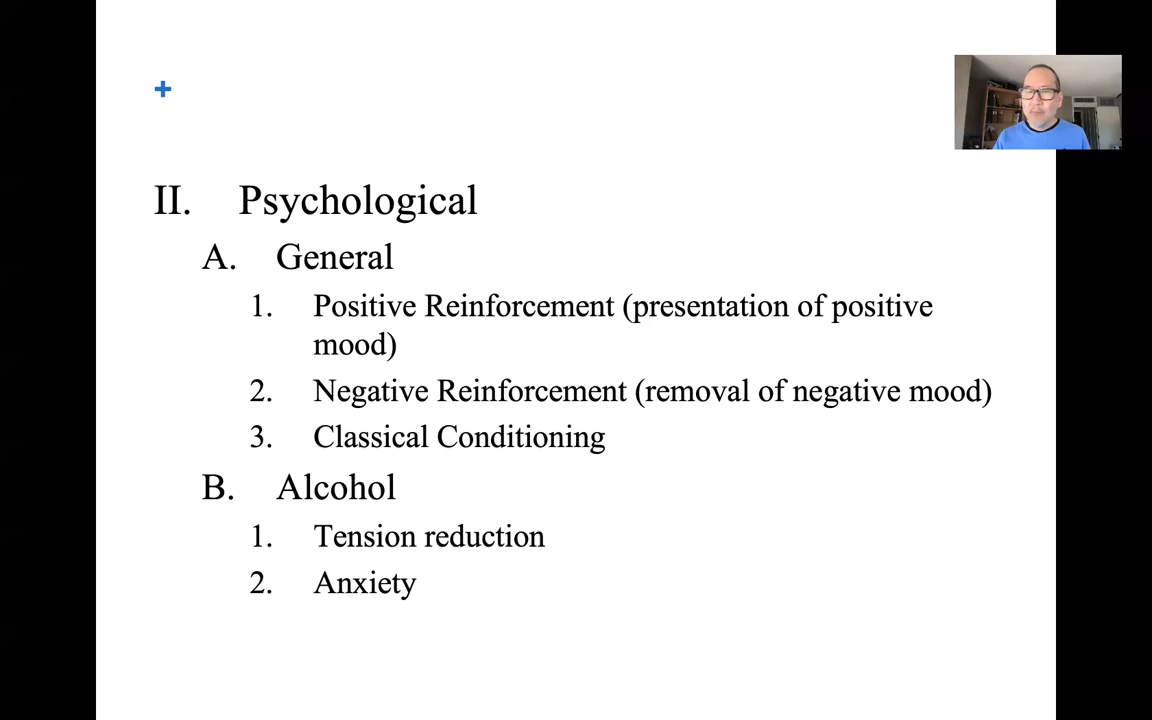 II. Psychological
A. General
1. Positive Reinforcement (presentation of positive
mood)
2. Negative Reinforcement (removal of negative mood)
3. Classical Conditioning
B. Alcohol
1. Tension reduction
2. Anxiety